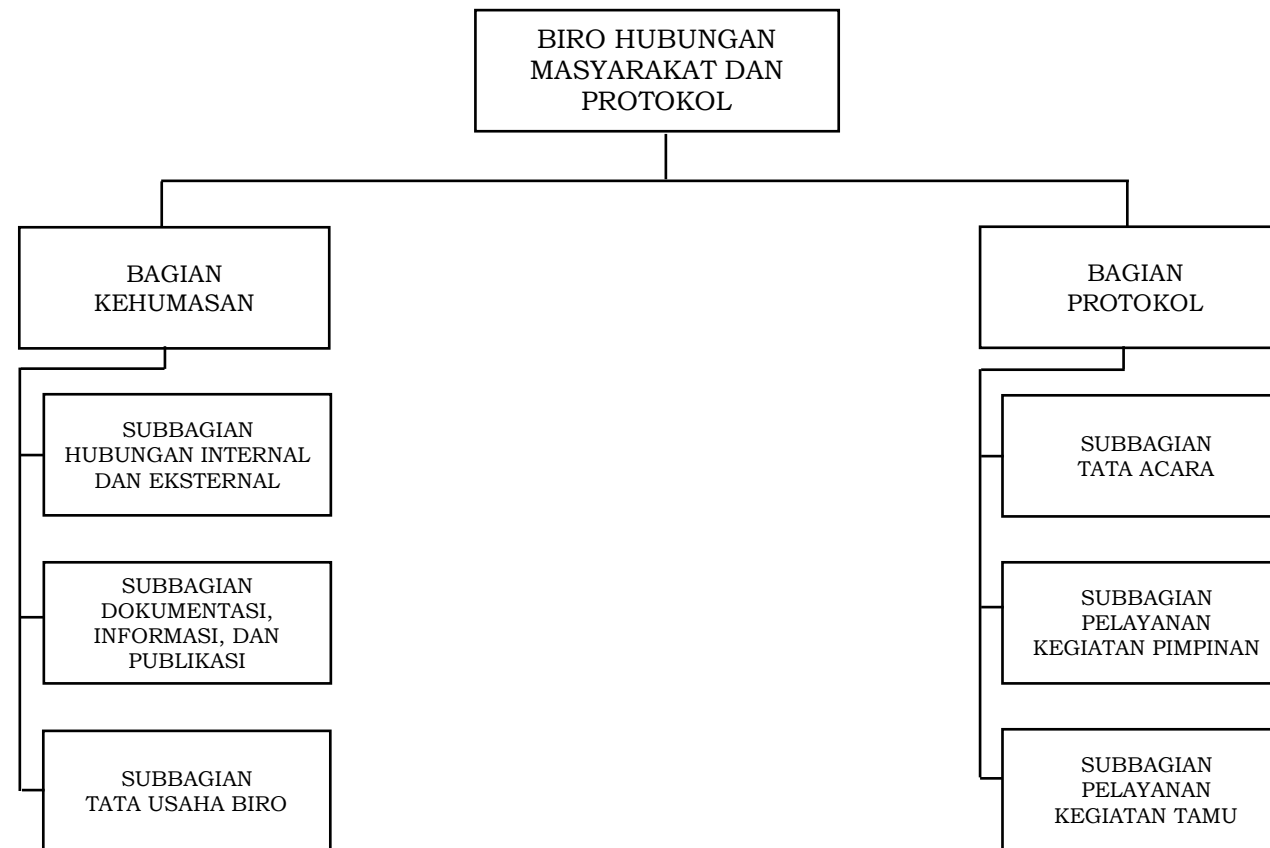 BIRO HUBUNGAN
MASYARAKAT DAN
PROTOKOL
BAGIAN
KEHUMASAN
SUBBAGIAN
HUBUNGAN INTERNAL
DAN EKSTERNAL
SUBBAGIAN
DOKUMENTASI,
INFORMASI, DAN
PUBLIKASI
SUBBAGIAN
TATA USAHA BIRO
BAGIAN
PROTOKOL
SUBBAGIAN
TATA ACARA
SUBBAGIAN
PELAYANAN
KEGIATAN PIMPINAN
SUBBAGIAN
PELAYANAN
KEGIATAN TAMU